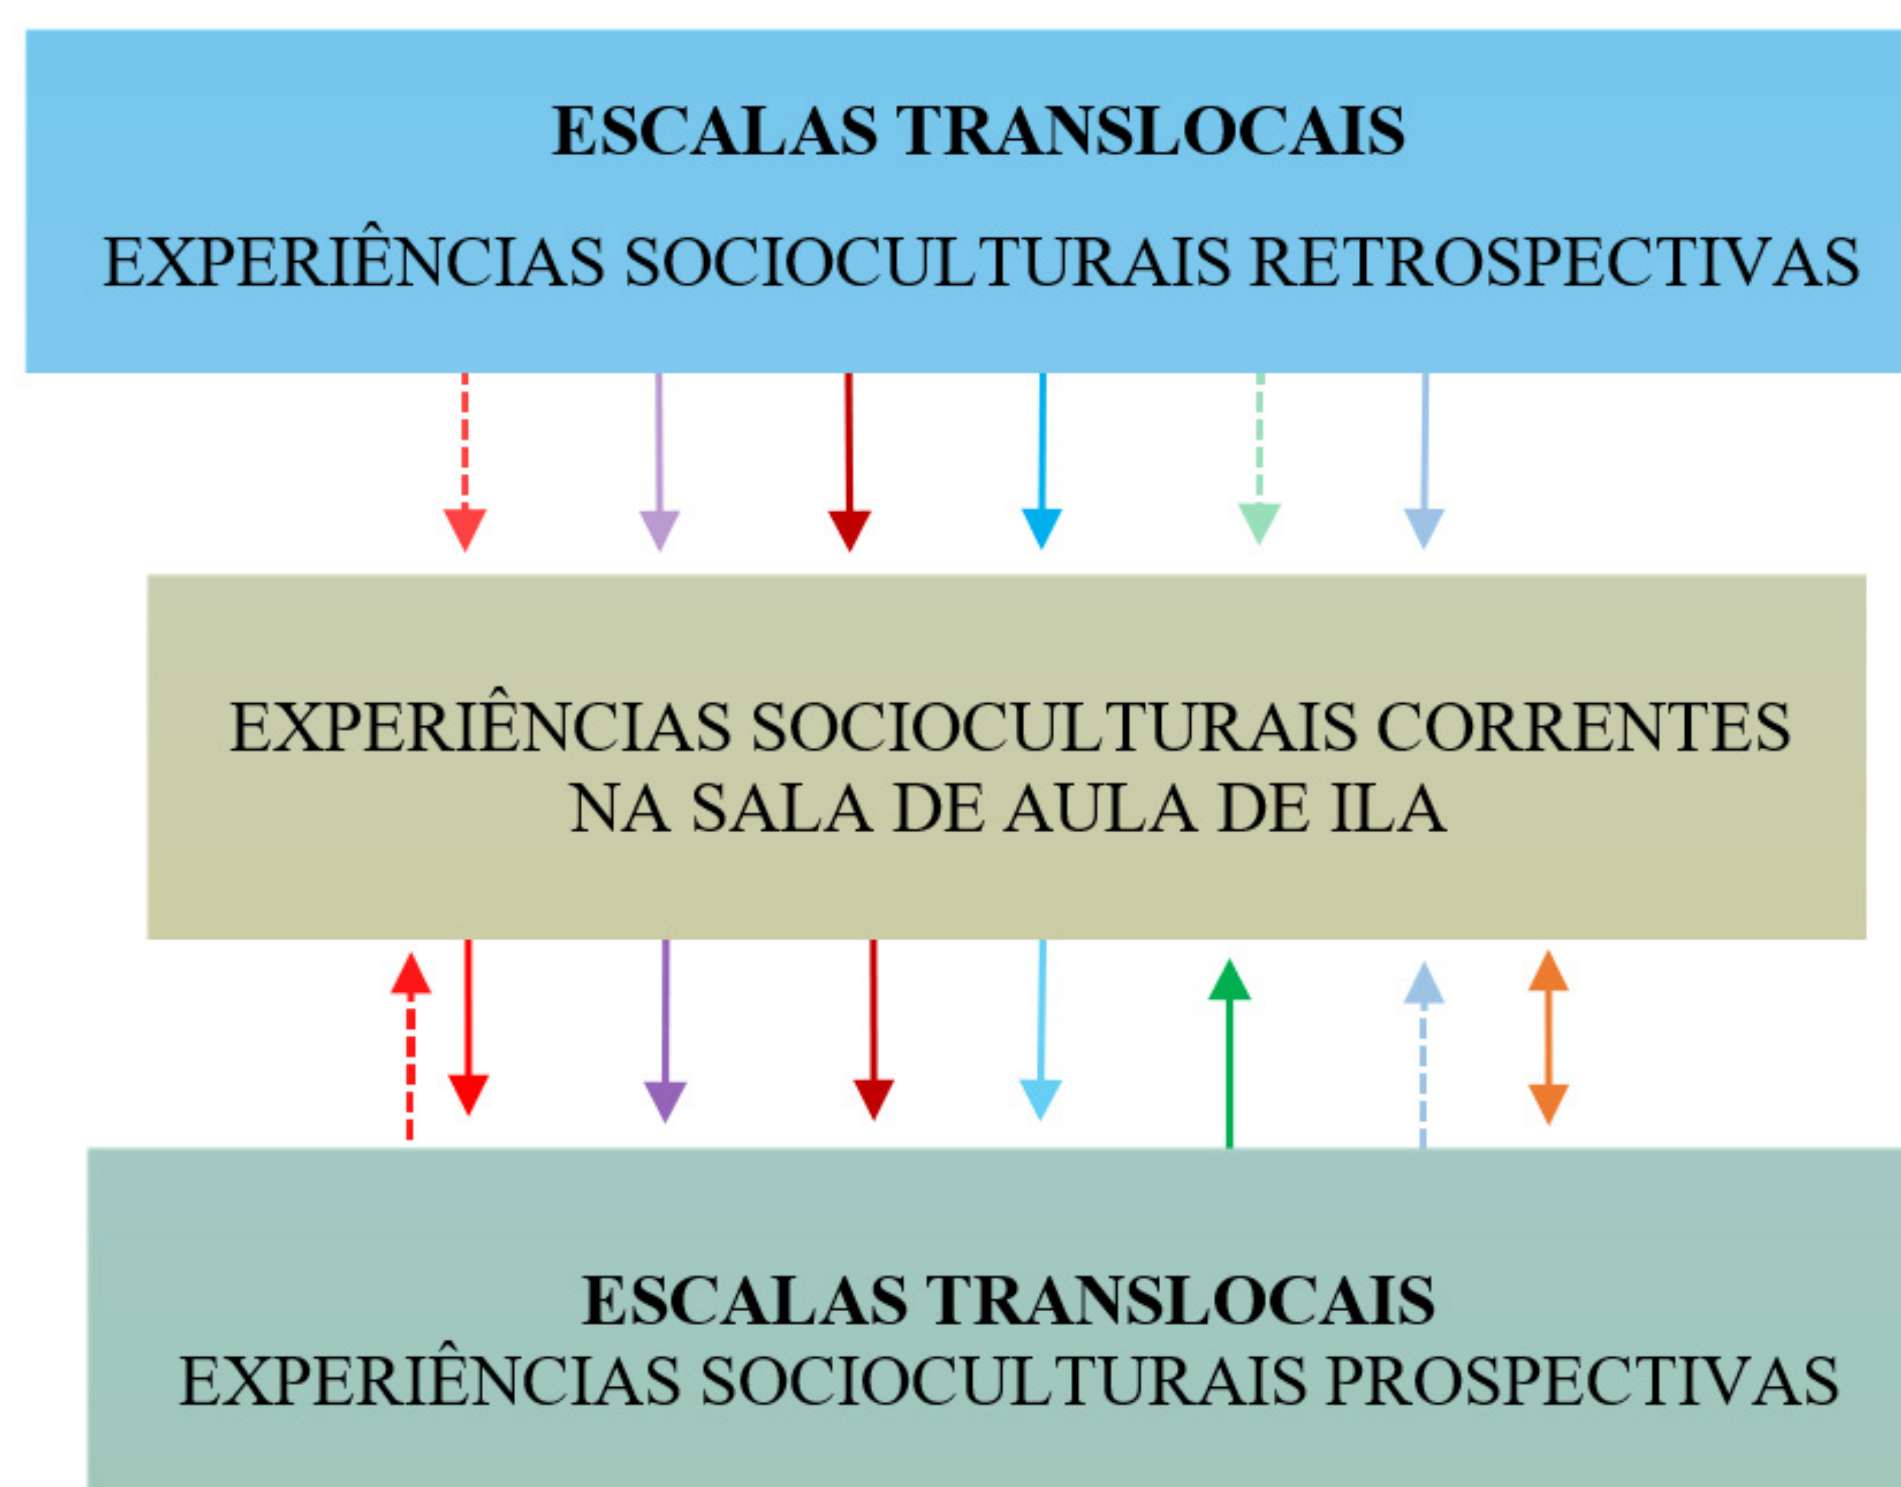 ESCALAS TRANSLOCAIS
EXPERIÊNCIAS SOCIOCULTURAIS RETROSPECTIVAS
EXPERIÊNCIAS SOCIOCULTURAIS CORRENTES
NA SALA DE AULA DE ILA
ESCALAS TRANSLOCAIS
EXPERIÊNCIAS SOCIOCULTURAIS PROSPECTIVAS